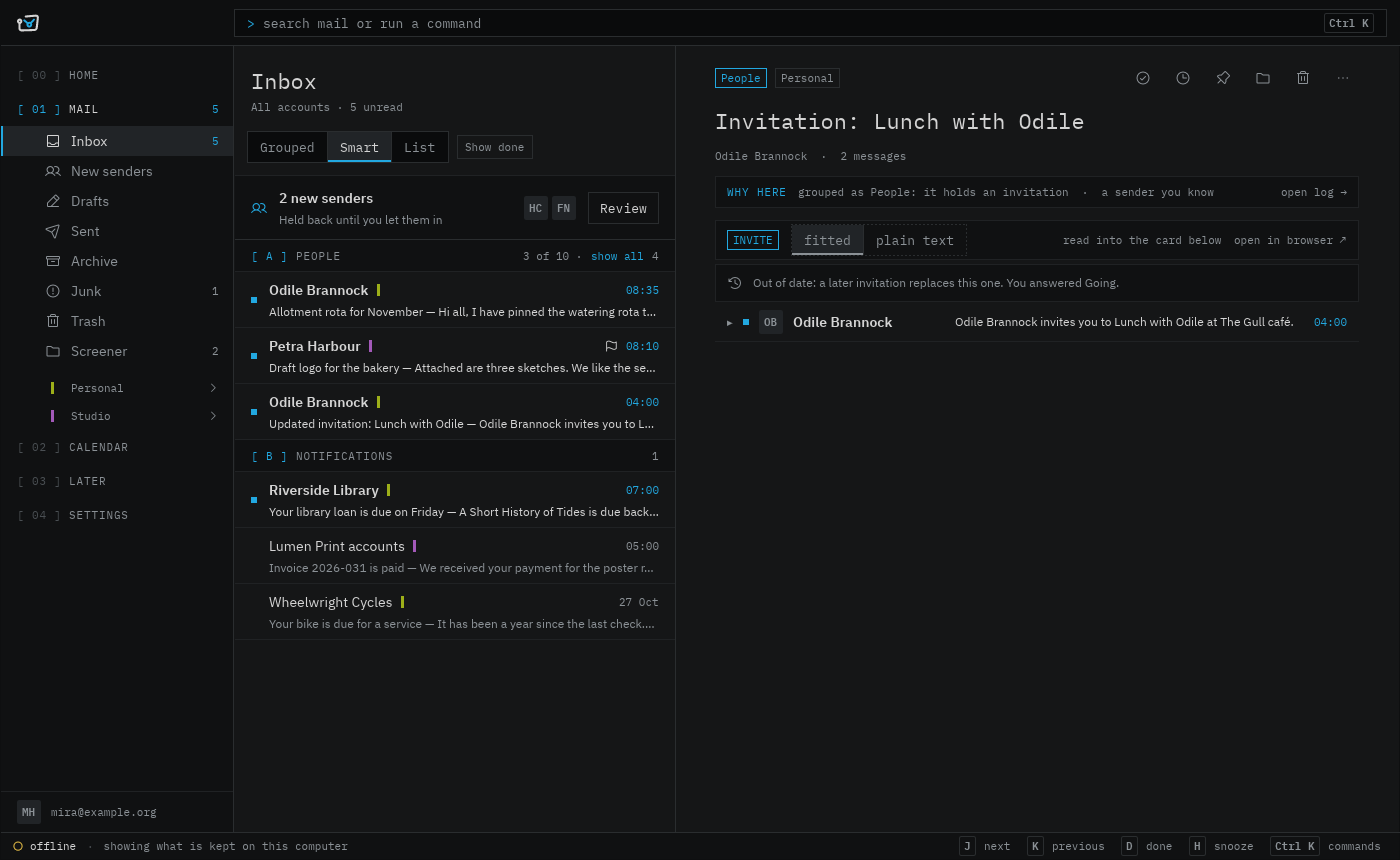 > search mail or run a command Ctrl K
[ 00 ] HOME
[ 01 ] MAIL 5
Inbox 5
New senders
Drafts
Sent
Archive
Junk 1
Trash
Screener 2
Personal
Studio
[ 02 ] CALENDAR
[ 03 ] LATER
[ 04 ] SETTINGS
MH mira@example.org
Inbox
All accounts · 5 unread
Grouped Smart List Show done
2 new senders
Held back until you let them in
HC FN Review
[ A ] PEOPLE 3 of 10 · show all 4
Odile Brannock 08:35
Allotment rota for November — Hi all, I have pinned the watering rota t…
Petra Harbour 08:10
Draft logo for the bakery — Attached are three sketches. We like the se…
Odile Brannock 04:00
Updated invitation: Lunch with Odile — Odile Brannock invites you to L…
[ B ] NOTIFICATIONS 1
Riverside Library 07:00
Your library loan is due on Friday — A Short History of Tides is due back…
Lumen Print accounts 05:00
Invoice 2026-031 is paid — We received your payment for the poster r…
Wheelwright Cycles 27 Oct
Your bike is due for a service — It has been a year since the last check.…
People Personal
Invitation: Lunch with Odile
Odile Brannock · 2 messages
WHY HERE grouped as People: it holds an invitation · a sender you know open log →
INVITE fitted plain text read into the card below open in browser ↗
Out of date: a later invitation replaces this one. You answered Going.
▸ OB Odile Brannock Odile Brannock invites you to Lunch with Odile at The Gull café. 04:00
offline · showing what is kept on this computer
J next K previous D done H snooze Ctrl K commands